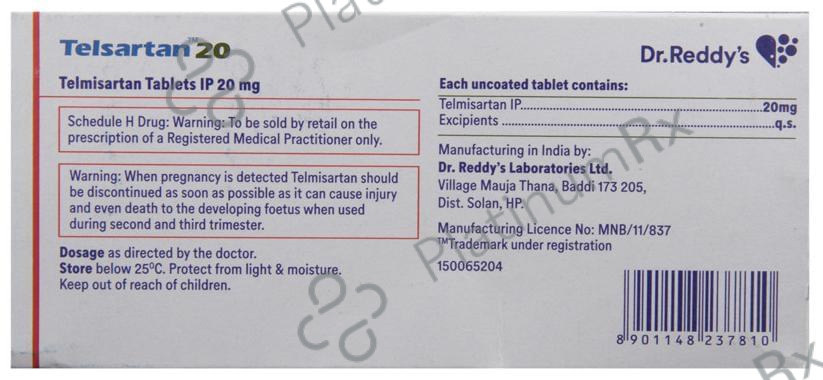 Telsartan™20
Telmisartan Tablets IP 20 mg
Schedule H Drug: Warning: To be sold by retail on the
prescription of a Registered Medical Practitioner only.
Warning: When pregnancy is detected Telmisartan should
be discontinued as soon as possible as it can cause injury
and even death to the developing foetus when used
during second and third trimester.
Dosage as directed by the doctor.
Store below 25⁰C. Protect from light & moisture.
Keep out of reach of children.
Dr.Reddy's
Each uncoated tablet contains:
Telmisartan IP..........................................................20mg
Excipients ..............................................................q.s.
Manufacturing in India by:
Dr. Reddy's Laboratories Ltd.
Village Mauja Thana, Baddi 173 205,
Dist. Solan, HP.
Manufacturing Licence No: MNB/11/837
™Trademark under registration
150065204
8 901148 237810
PlatinumRx
Platinum
Rx